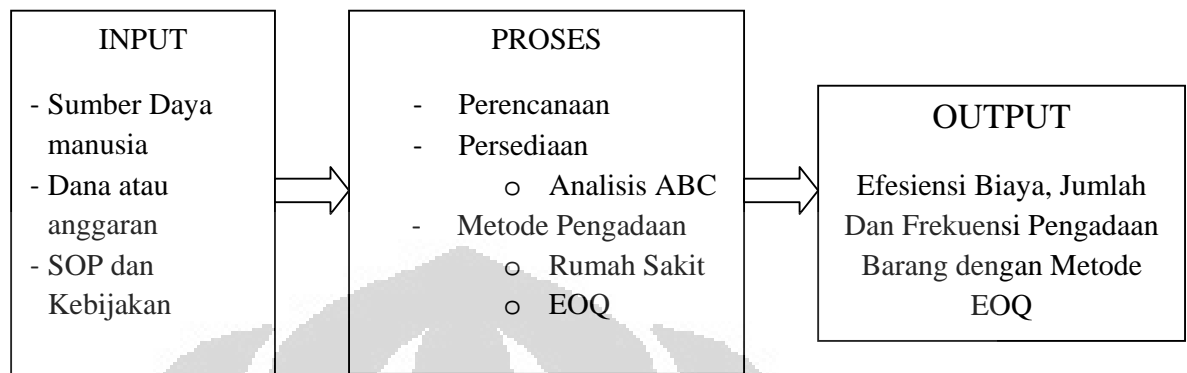 INPUT
- Sumber Daya
manusia
- Dana atau
anggaran
- SOP dan
Kebijakan
PROSES
- Perencanaan
- Persediaan
o Analisis ABC
- Metode Pengadaan
o Rumah Sakit
o EOQ
OUTPUT
Efesiensi Biaya, Jumlah
Dan Frekuensi Pengadaan
Barang dengan Metode
EOQ